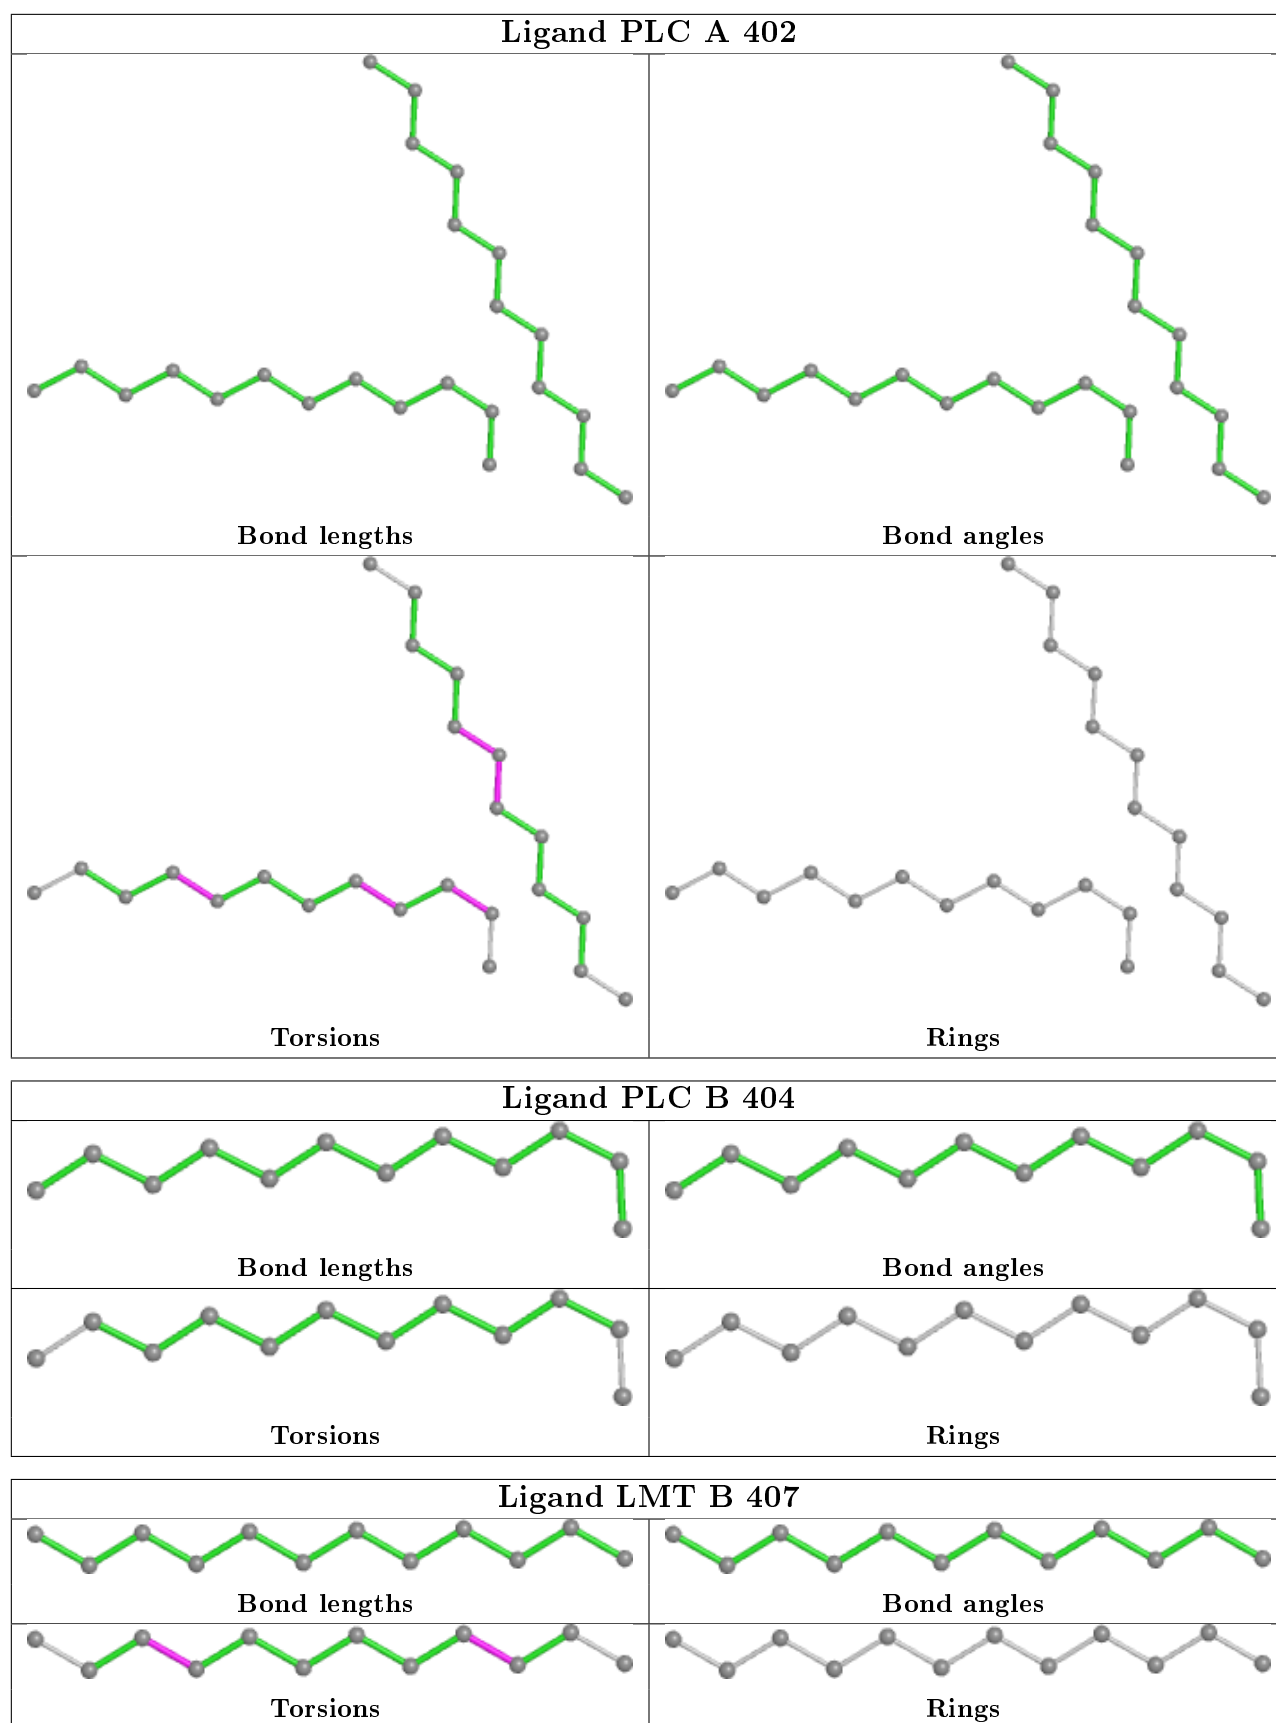 Ligand PLC A 402
Bond lengths
Bond angles
Torsions
Rings
Ligand PLC B 404
Bond lengths
Bond angles
Torsions
Rings
Ligand LMT B 407
Bond lengths
Bond angles
Torsions
Rings